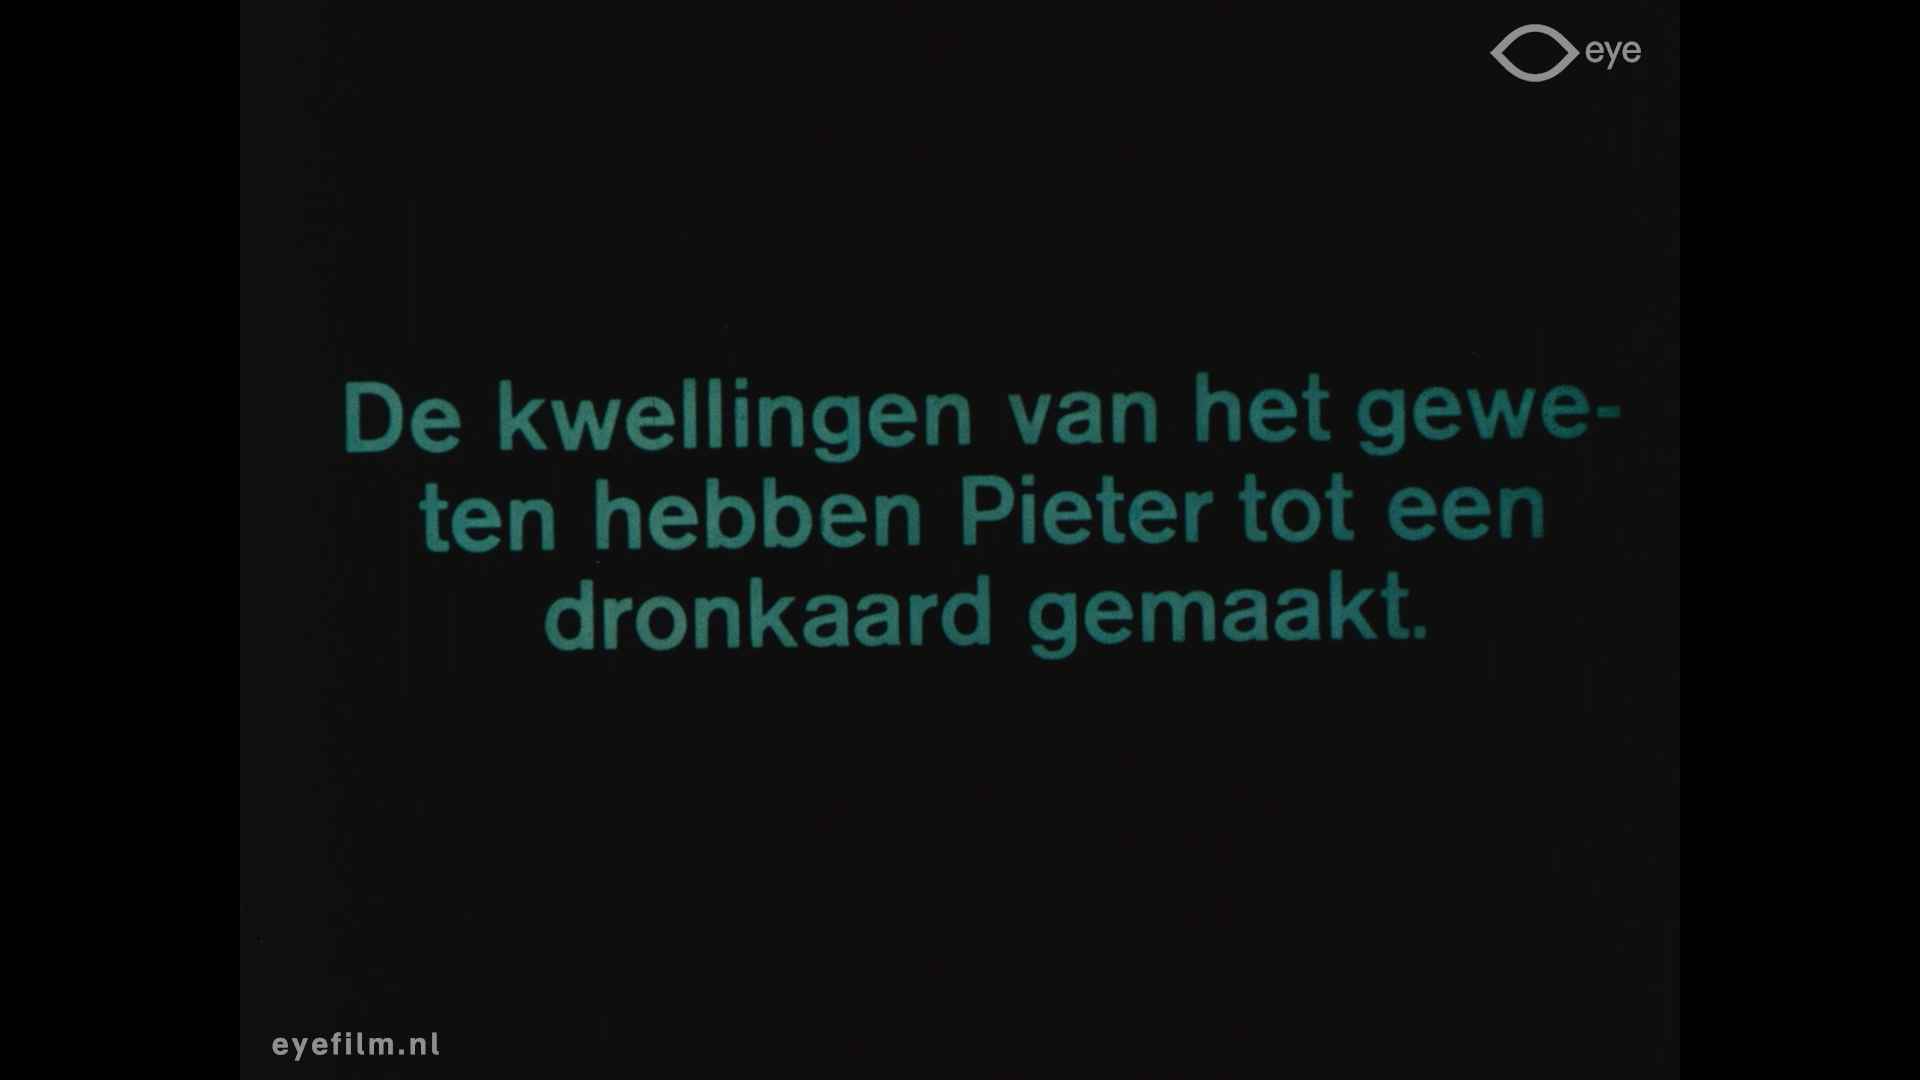 eye
De kwellingen van het gewe-
ten hebben Pieter tot een
dronkaard gemaakt.
eyefilm.nl